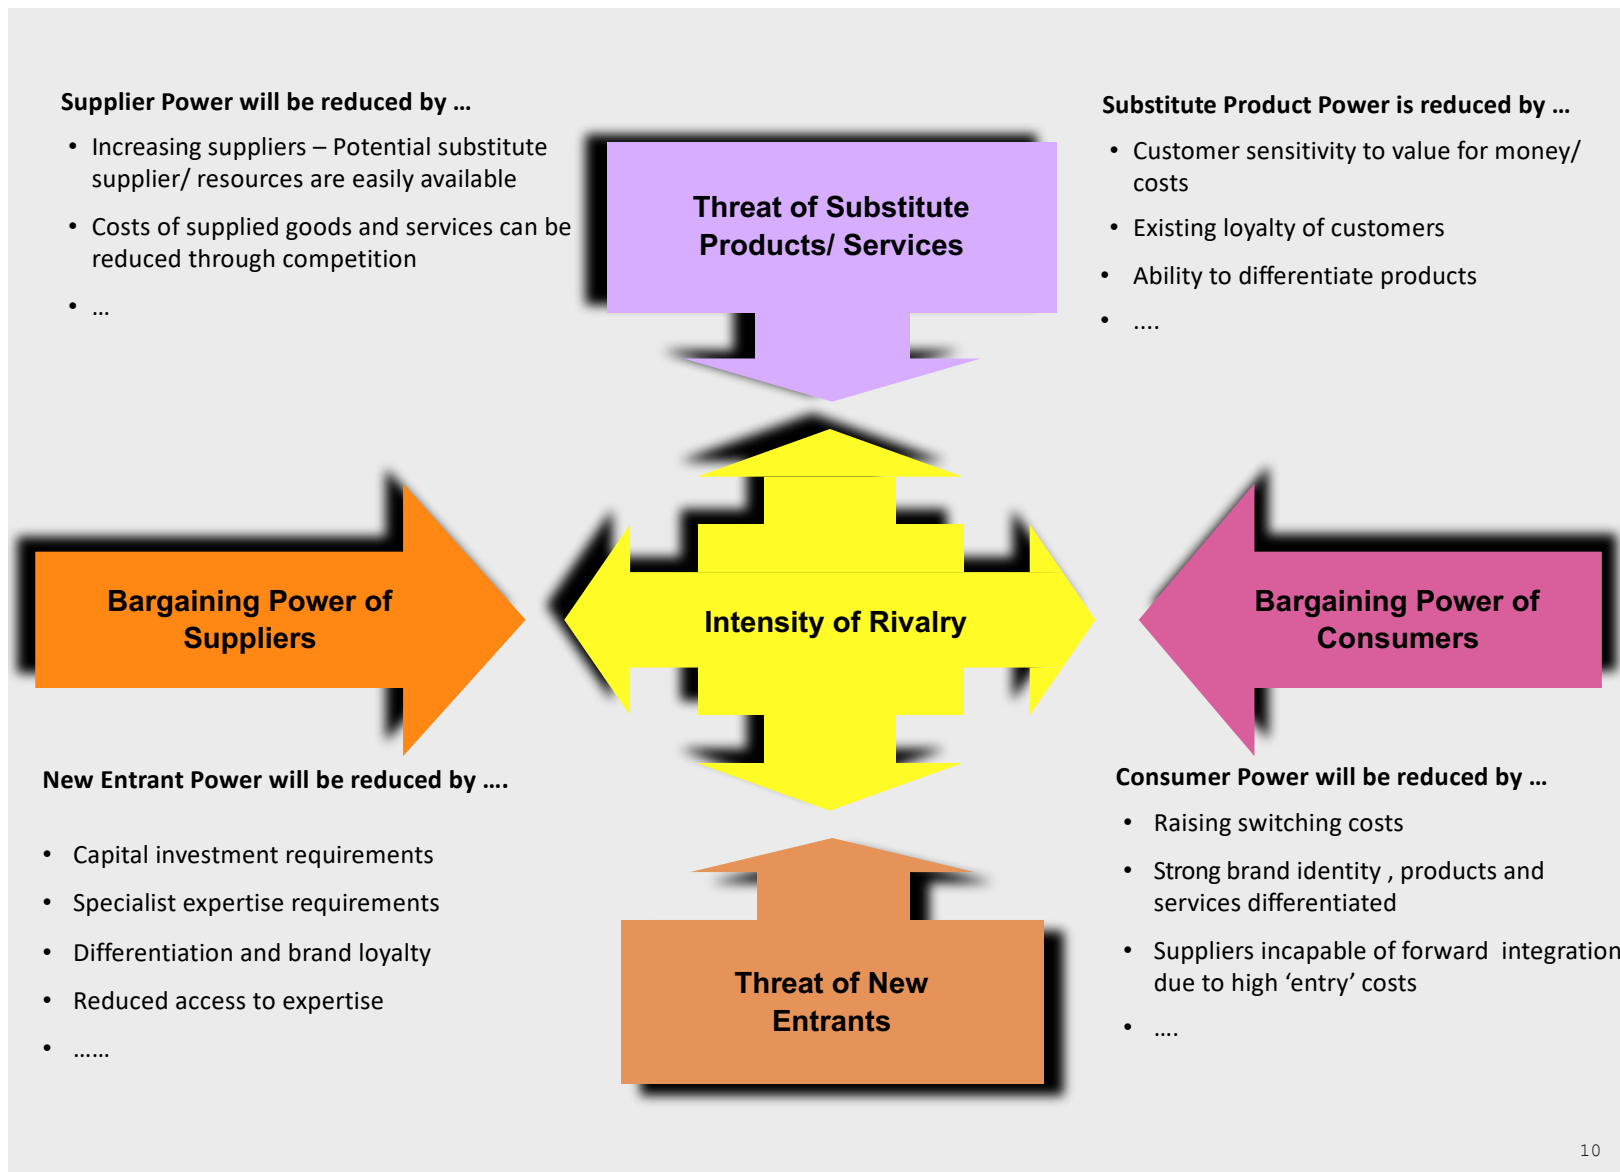 Supplier Power will be reduced by …
• Increasing suppliers – Potential substitute
supplier/ resources are easily available
• Costs of supplied goods and services can be
reduced through competition
• …
Threat of Substitute
Products/ Services
Substitute Product Power is reduced by …
• Customer sensitivity to value for money/
costs
• Existing loyalty of customers
• Ability to differentiate products
• ….
Bargaining Power of
Suppliers
Intensity of Rivalry
Bargaining Power of
Consumers
New Entrant Power will be reduced by ….
• Capital investment requirements
• Specialist expertise requirements
• Differentiation and brand loyalty
• Reduced access to expertise
• ……
Threat of New
Entrants
Consumer Power will be reduced by …
• Raising switching costs
• Strong brand identity , products and
services differentiated
• Suppliers incapable of forward  integration
due to high ‘entry’ costs
• ….
10